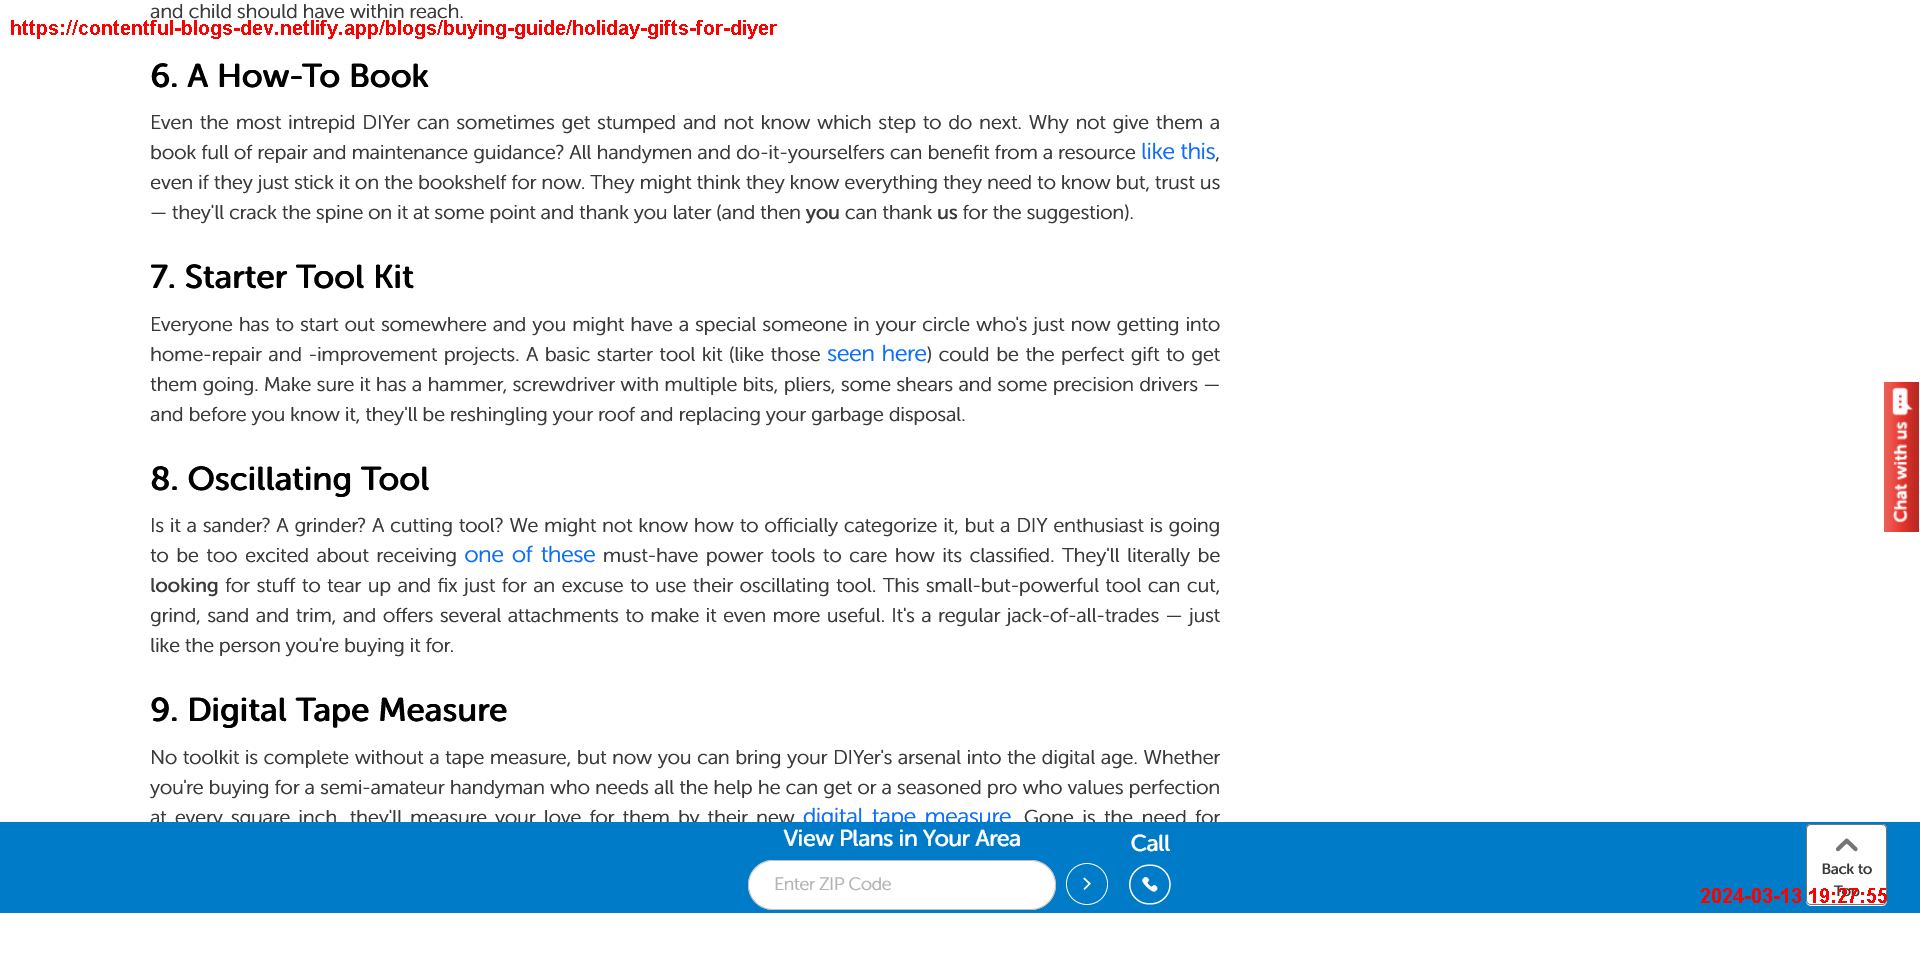 and child should have within reach.
https://contentful-blogs-dev.netlify.app/blogs/buying-guide/holiday-gifts-for-diyer
6. A How-To Book
Even the most intrepid DIYer can sometimes get stumped and not know which step to do next. Why not give them a
book full of repair and maintenance guidance? All handymen and do-it-yourselfers can benefit from a resource like this,
even if they just stick it on the bookshelf for now. They might think they know everything they need to know but, trust us
— they'll crack the spine on it at some point and thank you later (and then you can thank us for the suggestion).
7. Starter Tool Kit
Everyone has to start out somewhere and you might have a special someone in your circle who's just now getting into
home-repair and -improvement projects. A basic starter tool kit (like those seen here) could be the perfect gift to get
them going. Make sure it has a hammer, screwdriver with multiple bits, pliers, some shears and some precision drivers —
and before you know it, they'll be reshingling your roof and replacing your garbage disposal.
8. Oscillating Tool
Is it a sander? A grinder? A cutting tool? We might not know how to officially categorize it, but a DIY enthusiast is going
to be too excited about receiving one of these must-have power tools to care how its classified. They'll literally be
looking for stuff to tear up and fix just for an excuse to use their oscillating tool. This small-but-powerful tool can cut,
grind, sand and trim, and offers several attachments to make it even more useful. It's a regular jack-of-all-trades — just
like the person you're buying it for.
9. Digital Tape Measure
No toolkit is complete without a tape measure, but now you can bring your DIYer's arsenal into the digital age. Whether
you're buying for a semi-amateur handyman who needs all the help he can get or a seasoned pro who values perfection
at every square inch, they'll measure your love for them by their new digital tape measure. Gone is the need for
Chat with us
View Plans in Your Area
Call
Enter ZIP Code
Back to
Top
2024-03-13 19:27:55